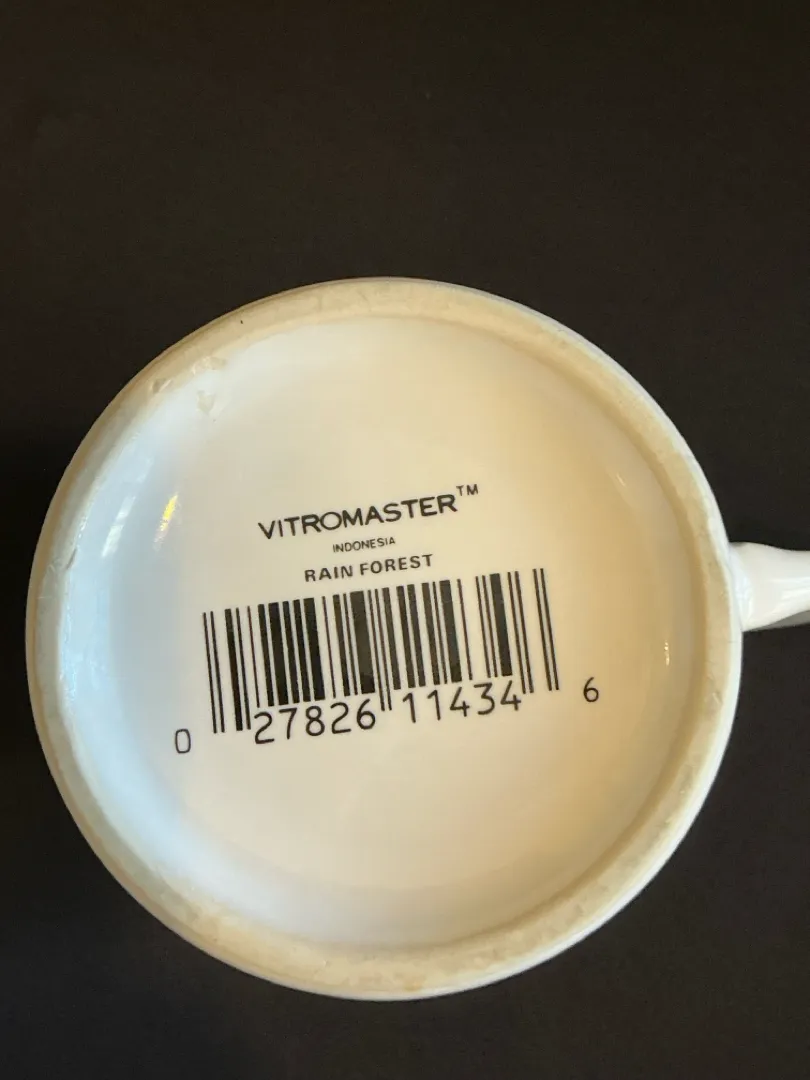 VITROMASTER™
INDONESIA
RAIN FOREST
0 27826 11434 6